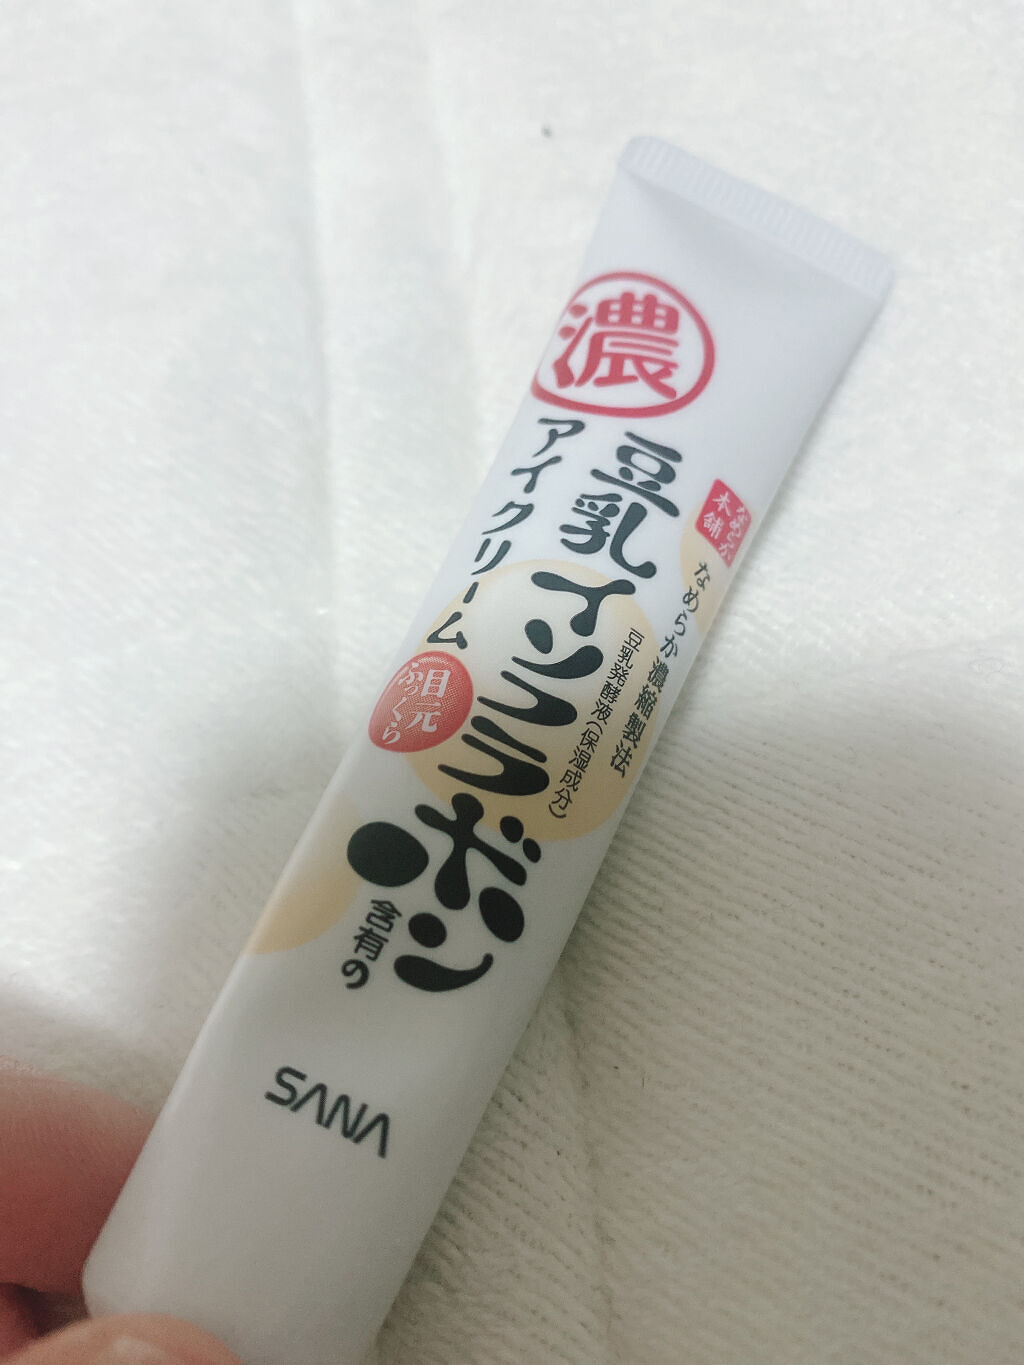 濃
なめらか
本舗
なめらか濃縮製法
豆乳発酵液(保湿成分)
豆乳イソフラボン
含有の
アイクリーム
目元
ふっくら
SANA